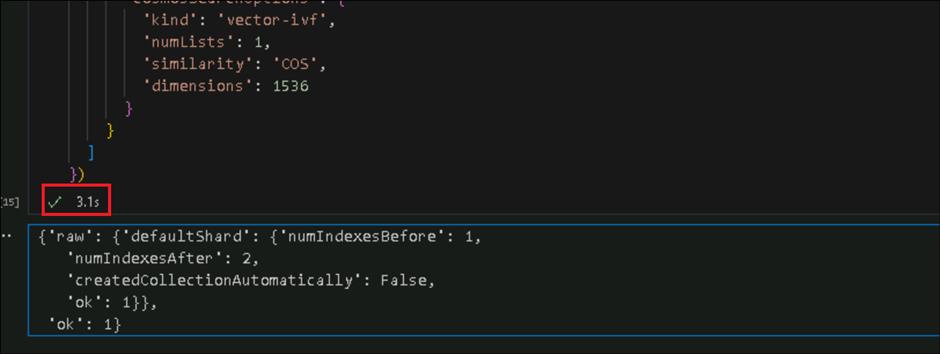 'cosmosSearchOptions': {
'kind': 'vector-ivf',
'numLists': 1,
'similarity': 'COS',
'dimensions': 1536
}
}
]
})
[15] ✓ 3.1s
··
{'raw': {'defaultShard': {'numIndexesBefore': 1,
'numIndexesAfter': 2,
'createdCollectionAutomatically': False,
'ok': 1}},
'ok': 1}